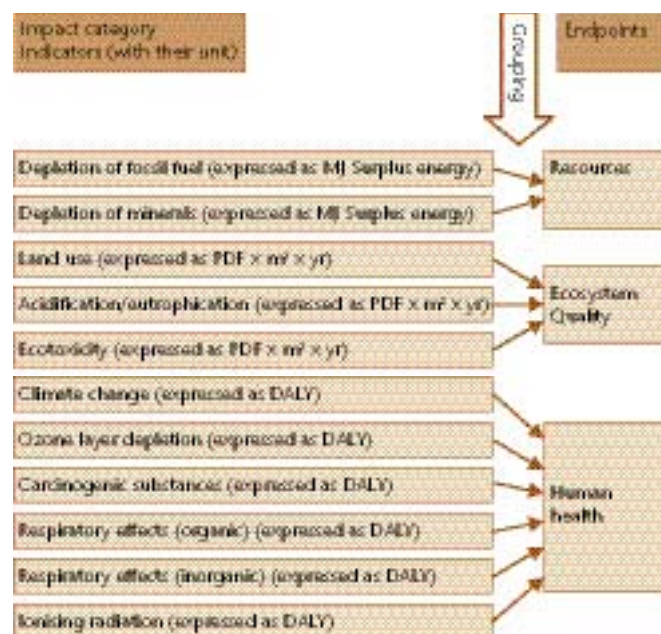 Impact category
Indicators (with their unit)
Grouping
Endpoints
Depletion of fossil fuel (expressed as MJ Surplus energy)
Depletion of minerals (expressed as MJ Surplus energy)
Resources
Land use (expressed as PDF × m² × yr)
Acidification/eutrophication (expressed as PDF × m² × yr)
Ecotoxicity (expressed as PDF × m² × yr)
Ecosystem
Quality
Climate change (expressed as DALY)
Ozone layer depletion (expressed as DALY)
Carcinogenic substances (expressed as DALY)
Respiratory effects (organic) (expressed as DALY)
Respiratory effects (inorganic) (expressed as DALY)
Ionising radiation (expressed as DALY)
Human
health